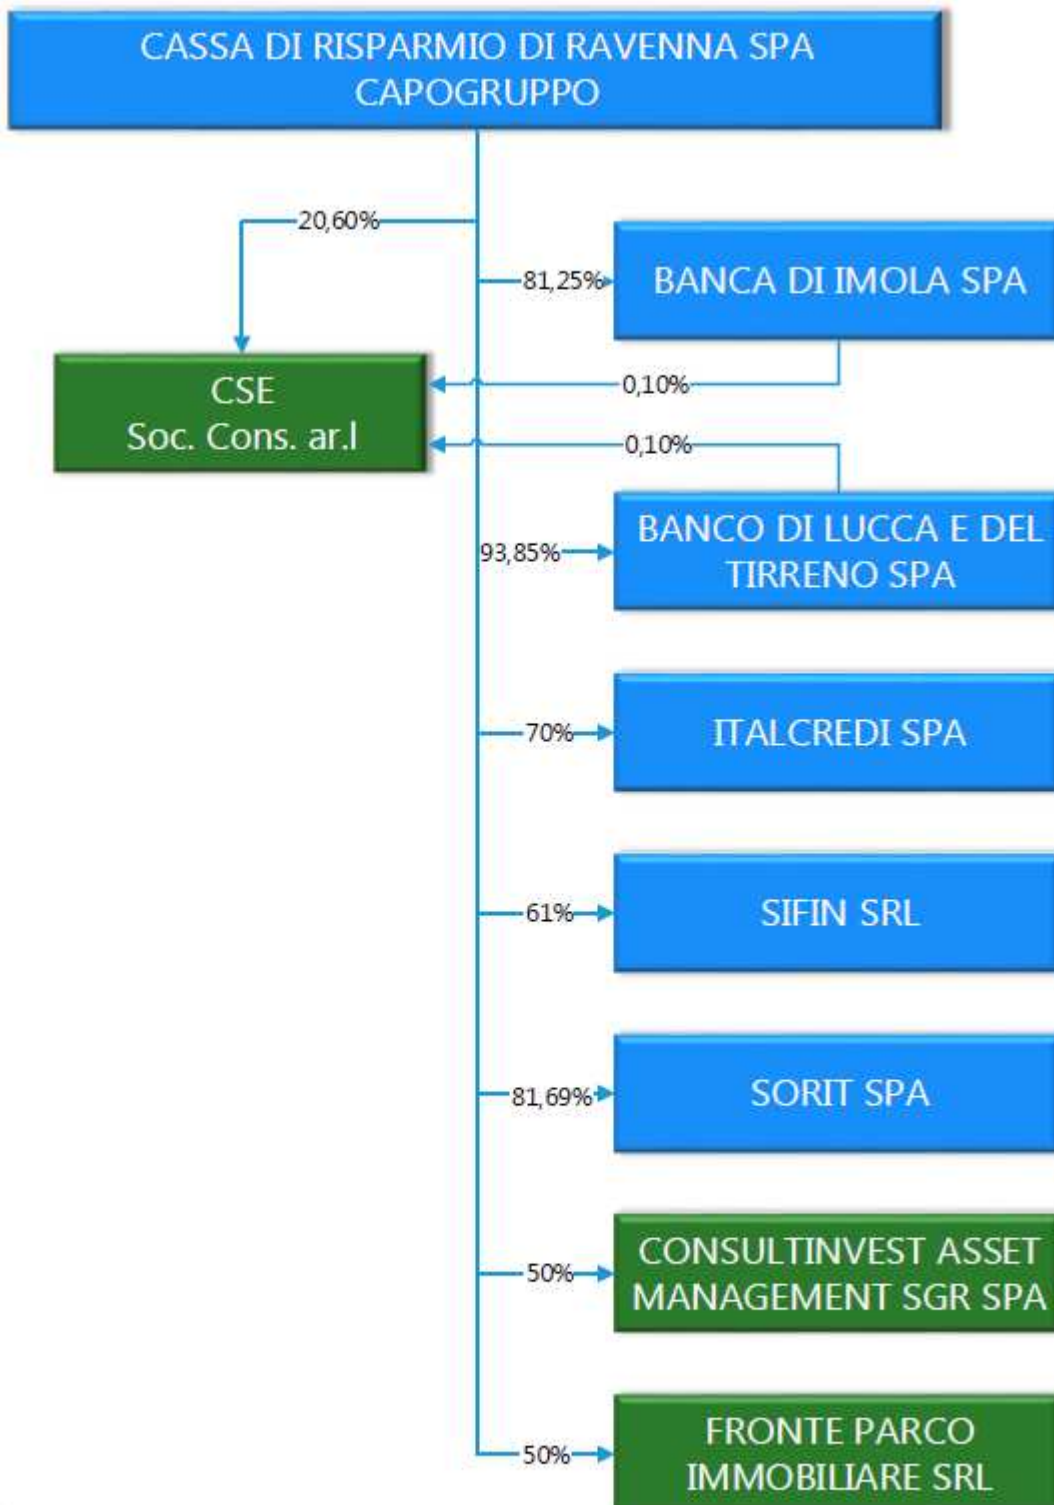 CASSA DI RISPARMIO DI RAVENNA SPA
CAPOGRUPPO
20,60%
81,25%
BANCA DI IMOLA SPA
CSE
Soc. Cons. ar.l
0,10%
0,10%
93,85%
BANCO DI LUCCA E DEL
TIRRENO SPA
70%
ITALCREDI SPA
61%
SIFIN SRL
81,69%
SORIT SPA
50%
CONSULTINVEST ASSET
MANAGEMENT SGR SPA
50%
FRONTE PARCO
IMMOBILIARE SRL